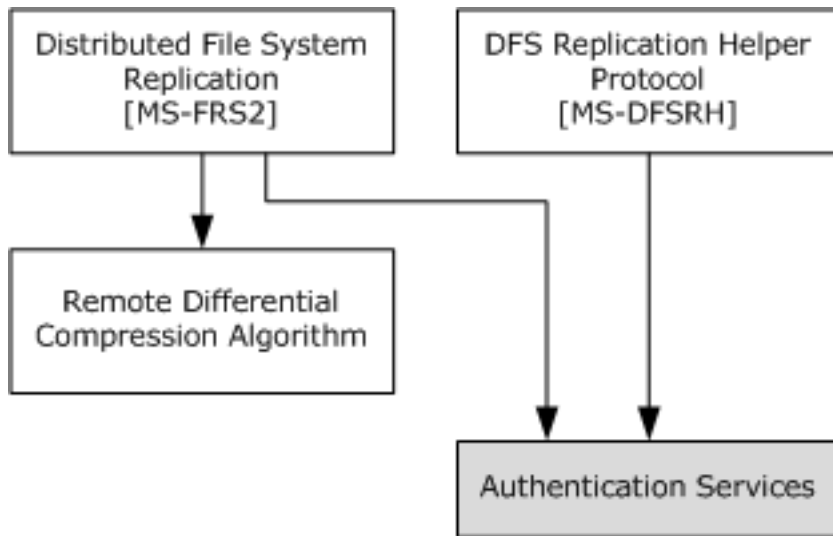 Distributed File System
Replication
[MS-FRS2]
DFS Replication Helper
Protocol
[MS-DFSRH]
Remote Differential
Compression Algorithm
Authentication Services